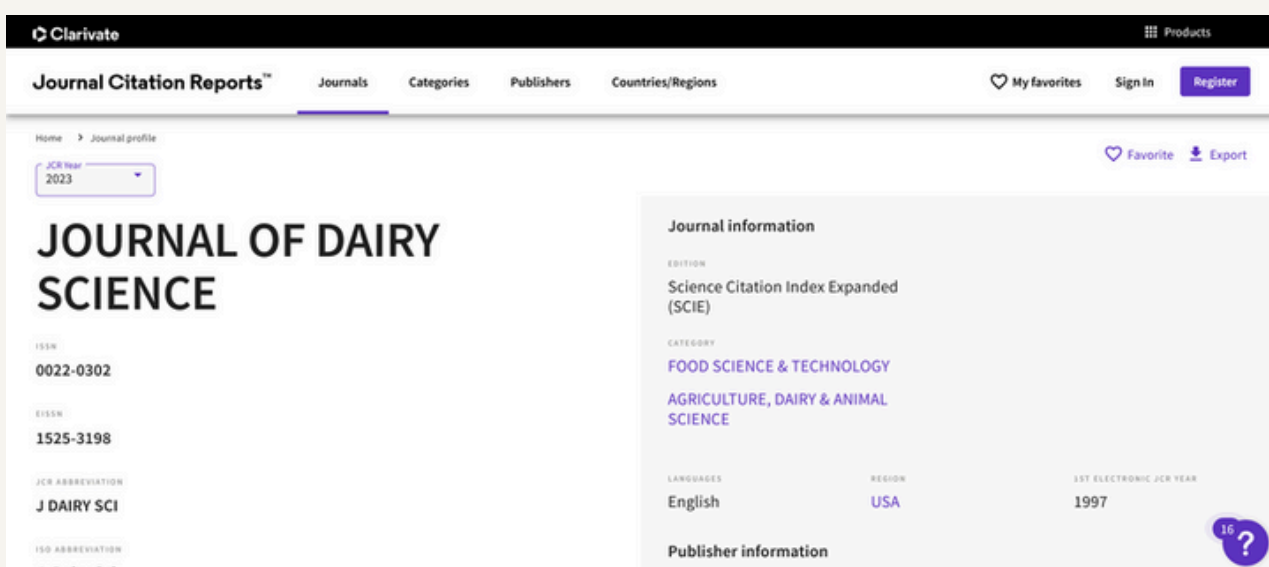 Clarivate
Products
Journal Citation Reports™
Journals
Categories
Publishers
Countries/Regions
My favorites
Sign In
Register
Home > Journal profile
Favorite
Export
JCR Year
2023
JOURNAL OF DAIRY
SCIENCE
ISSN
0022-0302
EISSN
1525-3198
JCR ABBREVIATION
J DAIRY SCI
ISO ABBREVIATION
Journal information
EDITION
Science Citation Index Expanded
(SCIE)
CATEGORY
FOOD SCIENCE & TECHNOLOGY
AGRICULTURE, DAIRY & ANIMAL
SCIENCE
LANGUAGES
English
REGION
USA
1ST ELECTRONIC JCR YEAR
1997
Publisher information
16
?